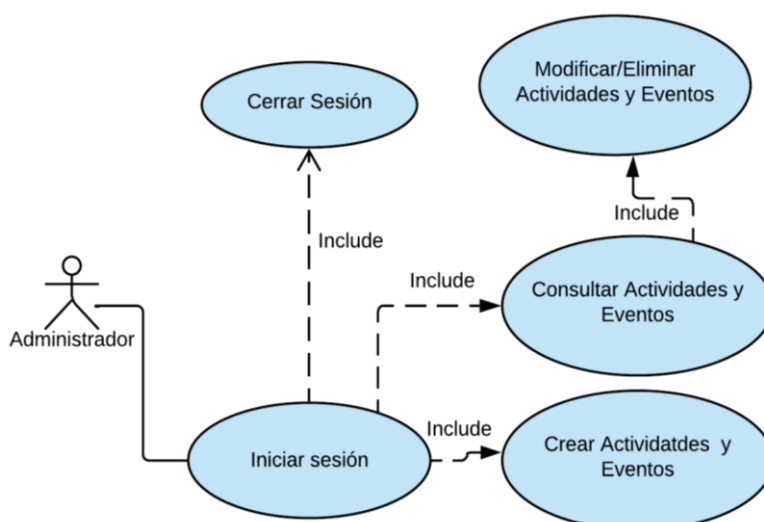 Modificar/Eliminar
Actividades y Eventos
Cerrar Sesión
Include
Include
Include
Consultar Actividades y
Eventos
Administrador
Include
Crear Actividatdes y
Eventos
Iniciar sesión